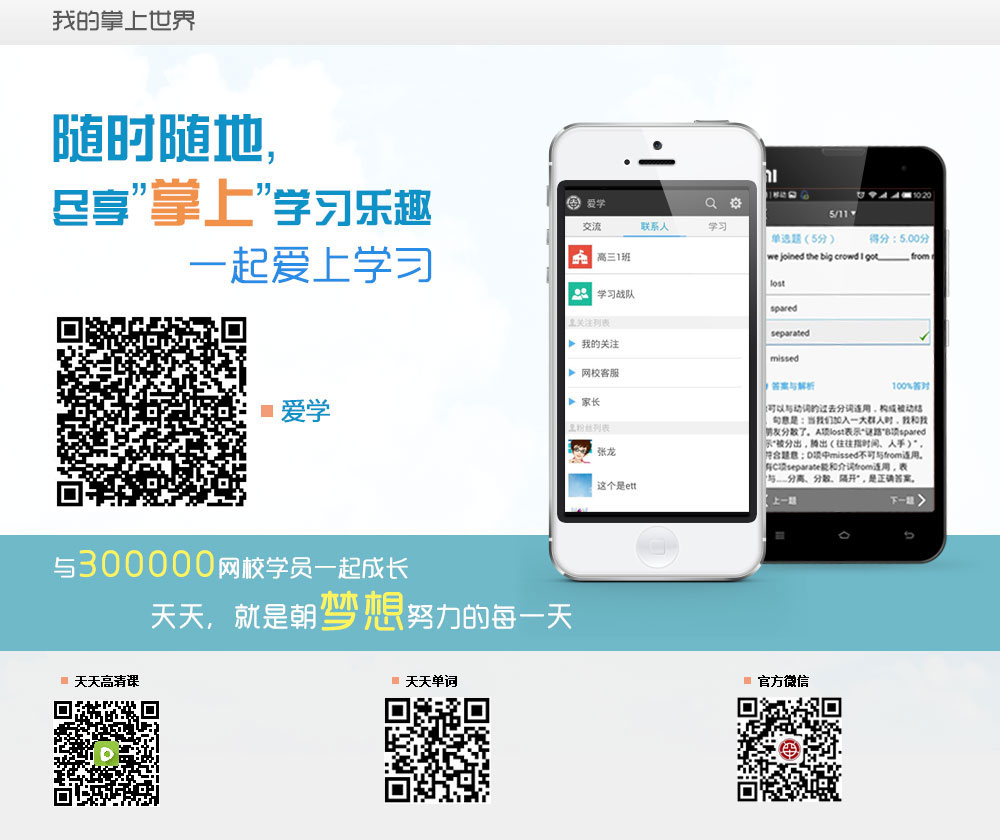 我的掌上世界
随时随地，
尽享”掌上”学习乐趣
一起爱上学习
爱学
爱学
交流 联系人 学习
高三1班
学习战队
关注列表
我的关注
网校客服
家长
粉丝列表
张龙
这个是ett
移动
10:20
5/11
单选题（5分） 得分：5.00分
we joined the big crowd I got______ from
lost
spared
separated
missed
答案与解析 100%答对
可以与动词的过去分词连用，构成被动结
句意是：当我们加入一大群人时，我和我
朋友分散了。A项lost表示“迷路”B项spared
示“被分出，腾出（往往指时间、人手）”，
符合题意；D项中missed不可与from连用。
有C项separate能和介词from连用，表
“与……分离、分散、隔开”，是正确答案。
上一题 下一题
与300000网校学员一起成长
天天，就是朝梦想努力的每一天
天天高清课
天天单词
官方微信